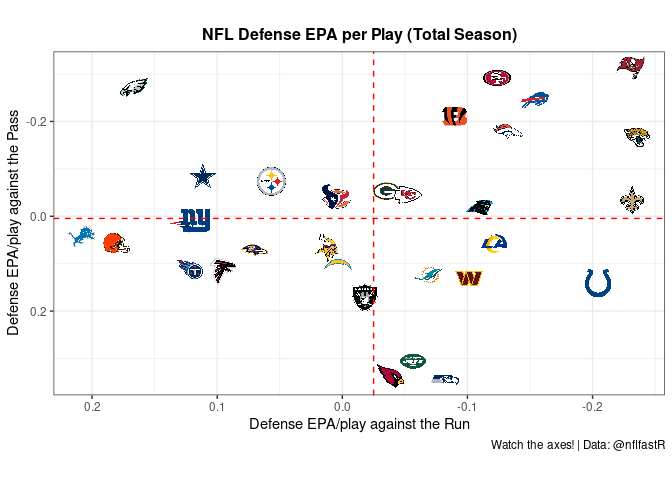 NFL Defense EPA per Play (Total Season)
Defense EPA/play against the Pass
-0.2
0.0
0.2
0.2
0.1
0.0
-0.1
-0.2
Defense EPA/play against the Run
Watch the axes! | Data: @nflfastR